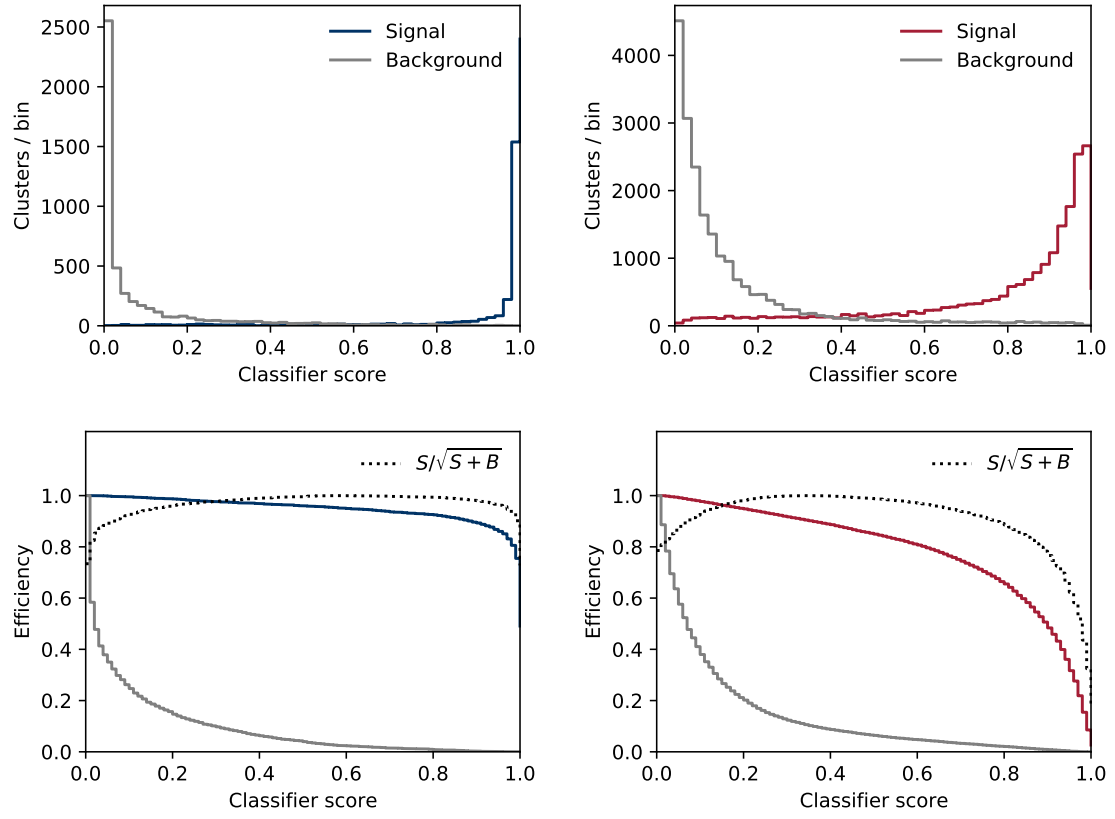 2500
2000
1500
1000
500
0
Clusters / bin
Signal
Background
0.0 0.2 0.4 0.6 0.8 1.0
Classifier score
4000
3000
2000
1000
0
Clusters / bin
Signal
Background
0.0 0.2 0.4 0.6 0.8 1.0
Classifier score
1.0
0.8
0.6
0.4
0.2
0.0
Efficiency
S/√S + B
0.0 0.2 0.4 0.6 0.8 1.0
Classifier score
1.0
0.8
0.6
0.4
0.2
0.0
Efficiency
S/√S + B
0.0 0.2 0.4 0.6 0.8 1.0
Classifier score